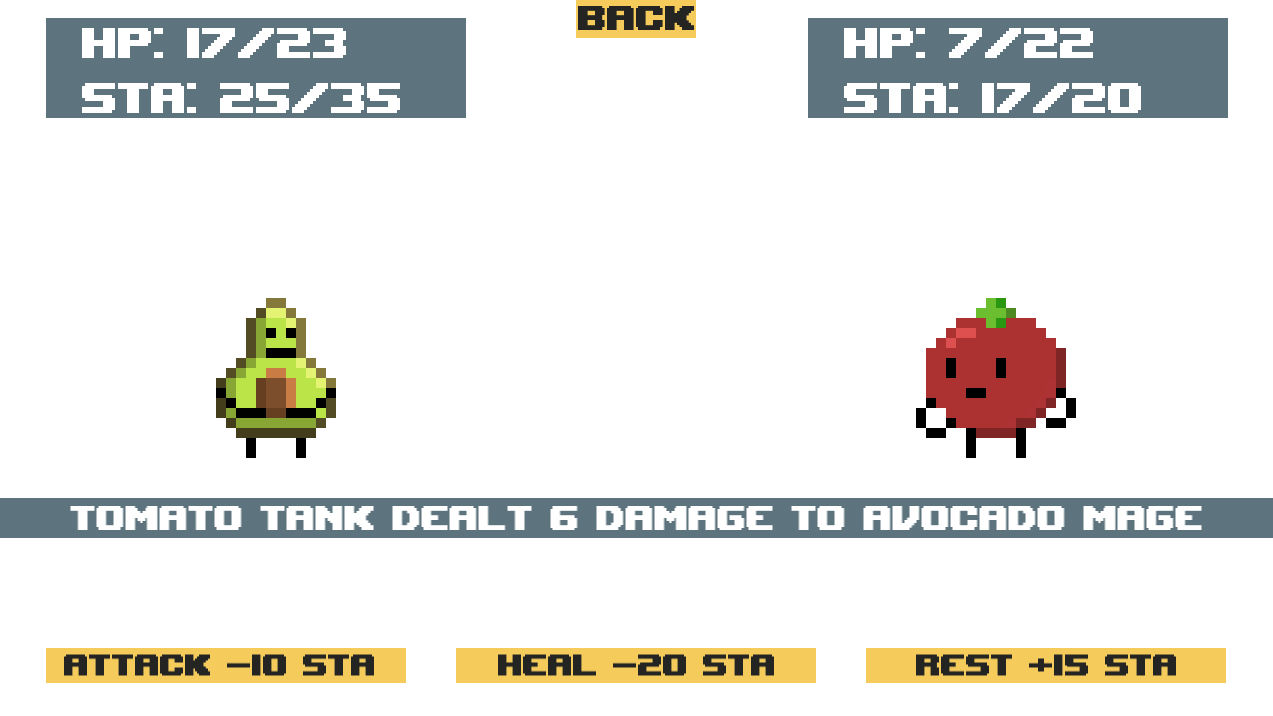 BACK
HP: 17/23
STA: 25/35
HP: 7/22
STA: 17/20
TOMATO TANK DEALT 6 DAMAGE TO AVOCADO MAGE
ATTACK -10 STA
HEAL -20 STA
REST +15 STA